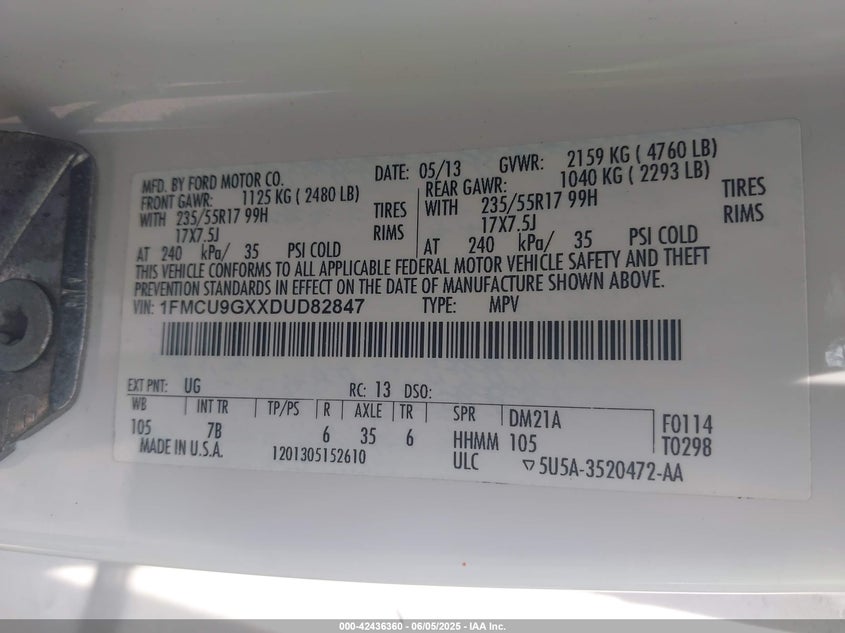 MFD. BY FORD MOTOR CO. DATE: 05/13 GVWR: 2159 KG ( 4760 LB)
FRONT GAWR: 1125 KG ( 2480 LB) REAR GAWR: 1040 KG ( 2293 LB)
WITH 235/55R17 99H TIRES WITH 235/55R17 99H TIRES
17X7.5J RIMS 17X7.5J RIMS
AT 240 kPa/ 35 PSI COLD AT 240 kPa/ 35 PSI COLD
THIS VEHICLE CONFORMS TO ALL APPLICABLE FEDERAL MOTOR VEHICLE SAFETY AND THEFT
PREVENTION STANDARDS IN EFFECT ON THE DATE OF MANUFACTURE SHOWN ABOVE.
VIN: 1FMCU9GXXDUD82847 TYPE: MPV
EXT PNT: UG RC: 13 DSO:
WB INT TR TP/PS R AXLE TR SPR DM21A F0114
105 7B 6 35 6 HHMM 105 T0298
MADE IN U.S.A. 1201305152610 ULC ▽5U5A-3520472-AA
000-42436360 - 06/05/2025 - IAA Inc.